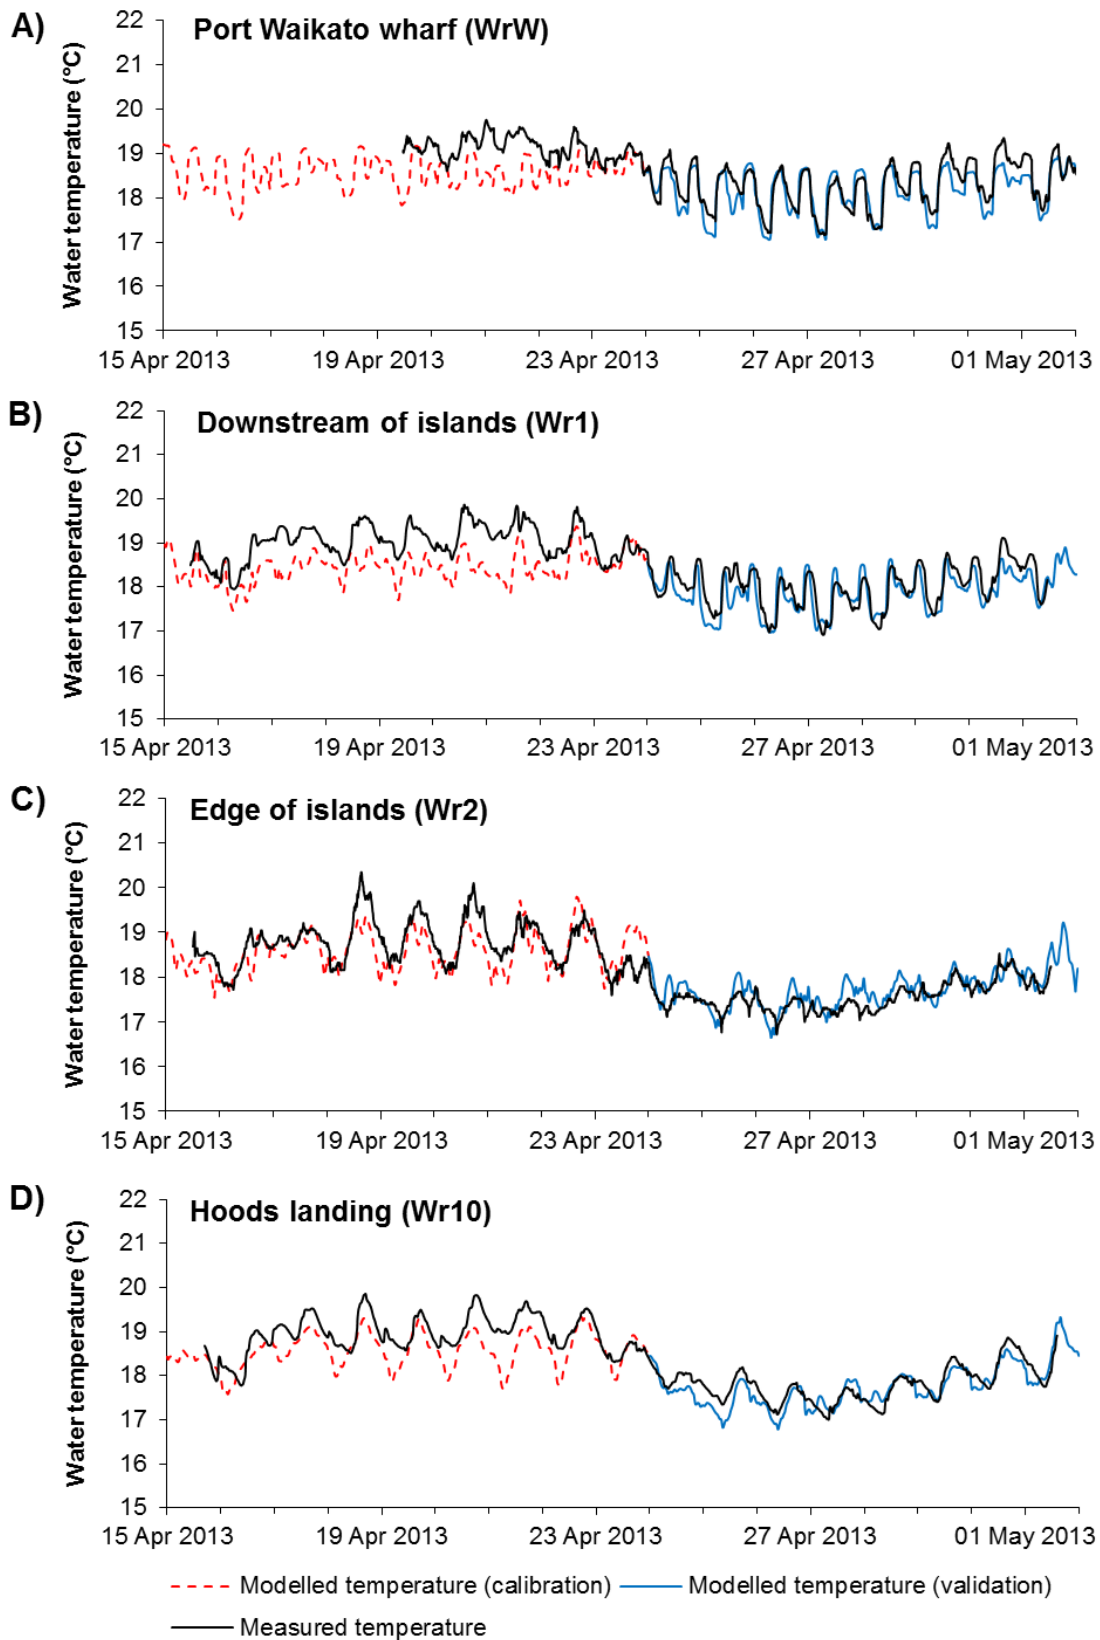 A)
Port Waikato wharf (WrW)
Water temperature (°C)
22
21
20
19
18
17
16
15
15 Apr 2013
19 Apr 2013
23 Apr 2013
27 Apr 2013
01 May 2013
B)
Downstream of islands (Wr1)
Water temperature (°C)
22
21
20
19
18
17
16
15
15 Apr 2013
19 Apr 2013
23 Apr 2013
27 Apr 2013
01 May 2013
C)
Edge of islands (Wr2)
Water temperature (°C)
22
21
20
19
18
17
16
15
15 Apr 2013
19 Apr 2013
23 Apr 2013
27 Apr 2013
01 May 2013
D)
Hoods landing (Wr10)
Water temperature (°C)
22
21
20
19
18
17
16
15
15 Apr 2013
19 Apr 2013
23 Apr 2013
27 Apr 2013
01 May 2013
Modelled temperature (calibration)
Modelled temperature (validation)
Measured temperature